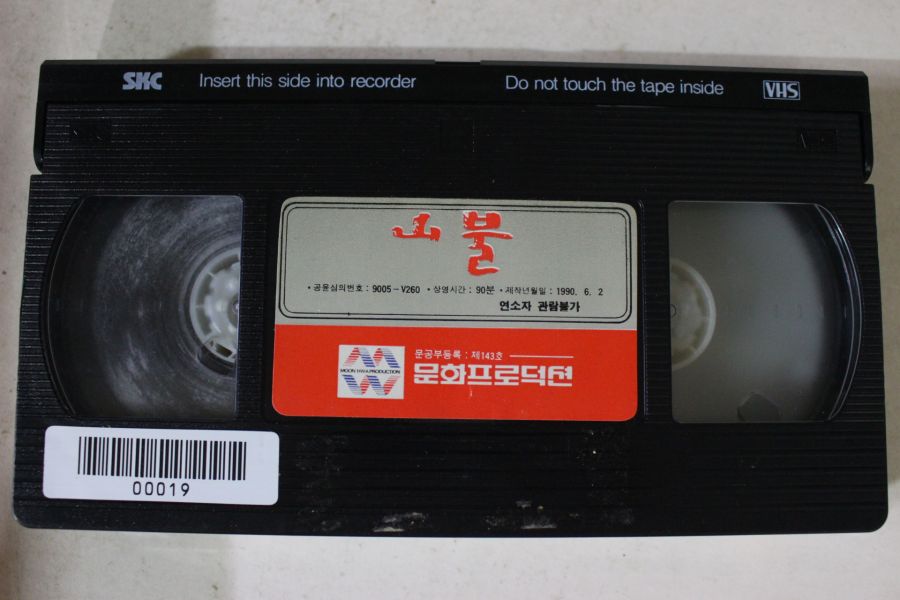 SKC Insert this side into recorder Do not touch the tape inside VHS
山불
• 공윤심의번호 : 9005-V260 • 상영시간 : 90분 • 제작년월일 : 1990. 6. 2
연소자 관람불가
문공부등록 : 제143호
MOON HWA PRODUCTION
문화프로덕션
00019